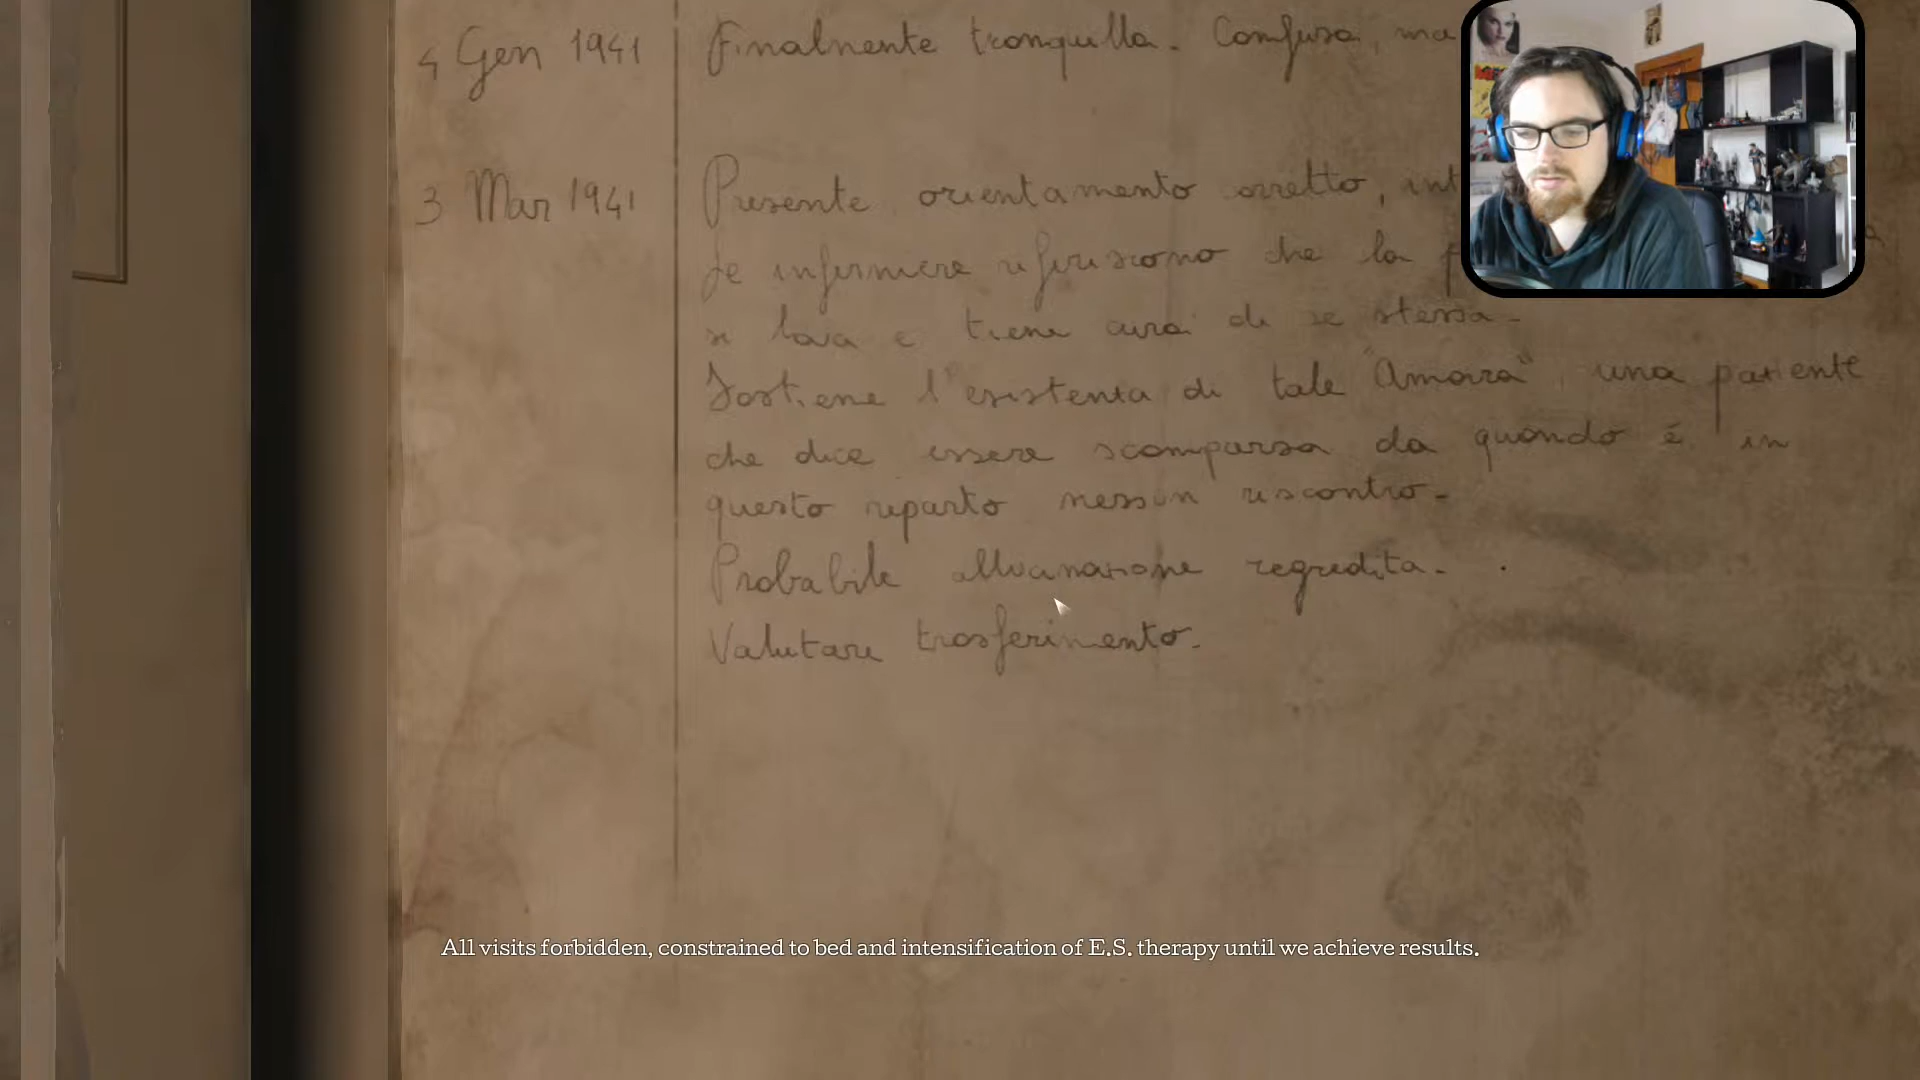 4 Gen 1941 Finalmente tranquilla. Confusa, ma
3 Mar 1941 Presente orientamento corretto, int
Le infermiere riferiscono che la p
si lava e tiene cura di se stessa.
Sostiene l'esistenza di tale "Amara", una paziente
che dice essere scomparsa da quando è in
questo reparto nessun riscontro.
Probabile allucinazione regredita.
Valutare trasferimento.
All visits forbidden, constrained to bed and intensification of E.S. therapy until we achieve results.